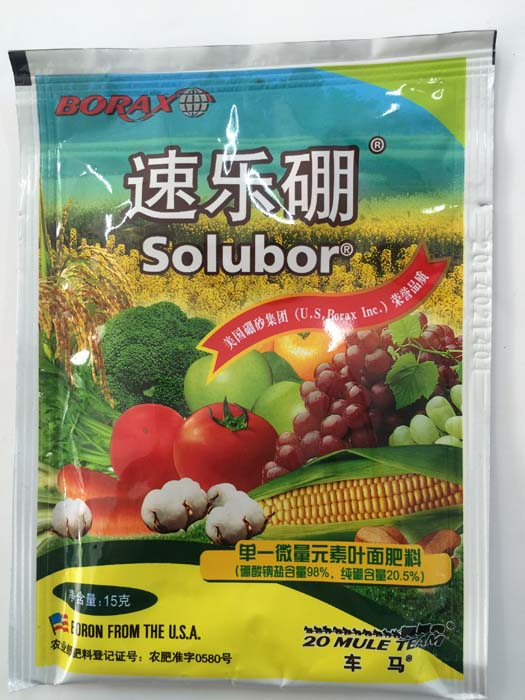 BORAX
速乐硼®
Solubor®
美国硼砂集团（U.S.Borax Inc.）荣誉品质
单一微量元素叶面肥料
（硼酸钠盐含量98%，纯硼含量20.5%）
净含量：15克
BORON FROM THE U.S.A.
20 MULE TEAM®
农业部肥料登记证号：农肥准字0580号
车马®